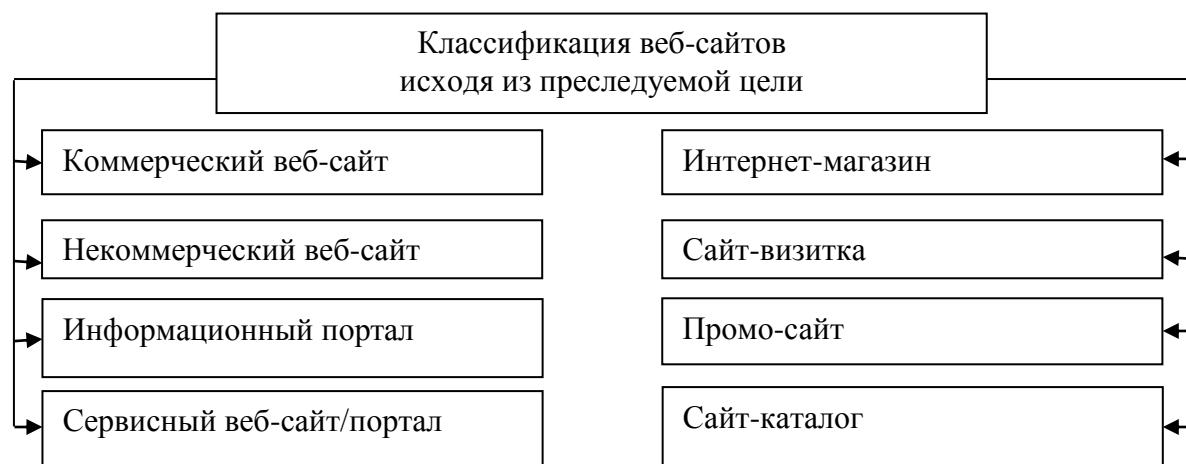 Классификация веб-сайтов
исходя из преследуемой цели
Коммерческий веб-сайт
Некоммерческий веб-сайт
Информационный портал
Сервисный веб-сайт/портал
Интернет-магазин
Сайт-визитка
Промо-сайт
Сайт-каталог